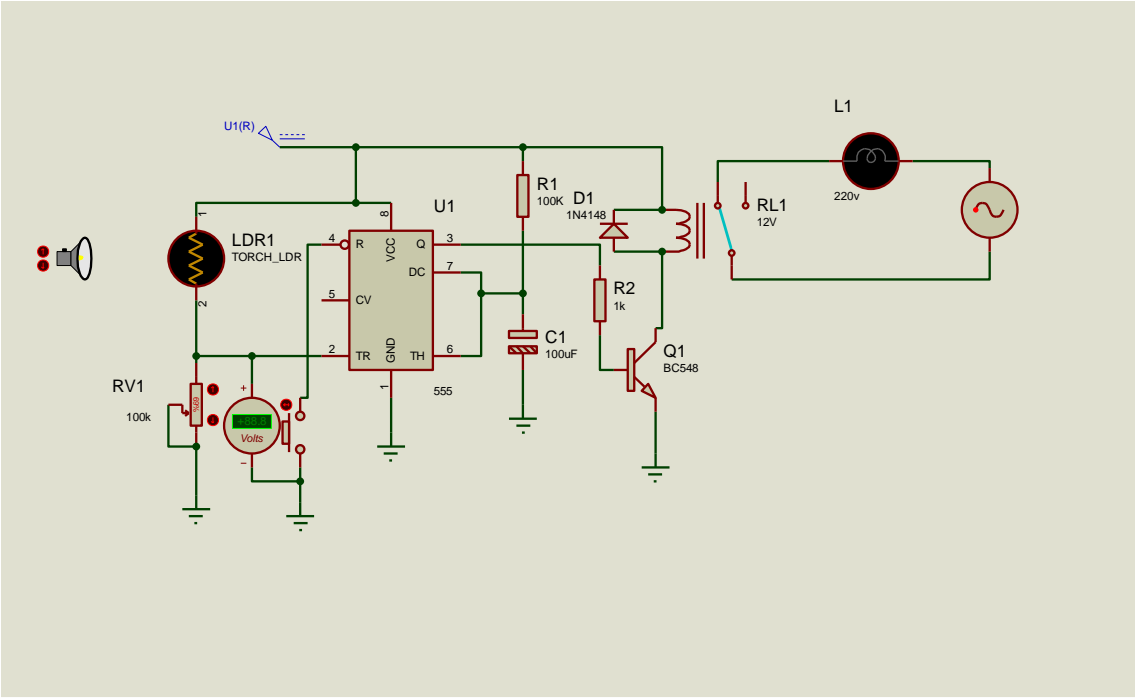 L1
220v
U1(R)
R1
100K
D1
1N4148
RL1
12V
U1
1
8
LDR1
TORCH_LDR
2
4
R
VCC
Q
3
DC
7
5
CV
2
TR
GND
TH
6
1
555
R2
1k
C1
100uF
Q1
BC548
RV1
100k
+
Volts
−